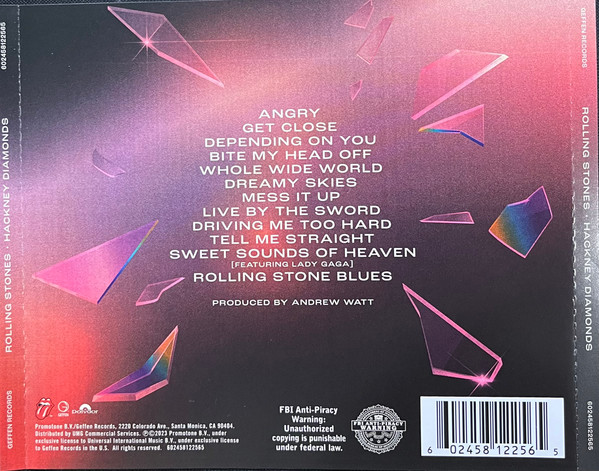 GEFFEN RECORDS
602458122565
ROLLING STONES • HACKNEY DIAMONDS
GEFFEN RECORDS
ANGRY
GET CLOSE
DEPENDING ON YOU
BITE MY HEAD OFF
WHOLE WIDE WORLD
DREAMY SKIES
MESS IT UP
LIVE BY THE SWORD
DRIVING ME TOO HARD
TELL ME STRAIGHT
SWEET SOUNDS OF HEAVEN
[FEATURING LADY GAGA]
ROLLING STONE BLUES
PRODUCED BY ANDREW WATT
GEFFEN
polydor
Promotone B.V./Geffen Records, 2220 Colorado Ave., Santa Monica, CA 90404.
Distributed by UMG Commercial Services. ℗©2023 Promotone B.V., under
exclusive license to Universal International Music B.V., under exclusive license
to Geffen Records in the U.S. All rights reserved. 602458122565
FBI Anti-Piracy
Warning:
Unauthorized
copying is punishable
under federal law.
FBI ANTI-PIRACY
WARNING
6 02458 12256 5
GEFFEN RECORDS
ROLLING STONES • HACKNEY DIAMONDS
602458122565